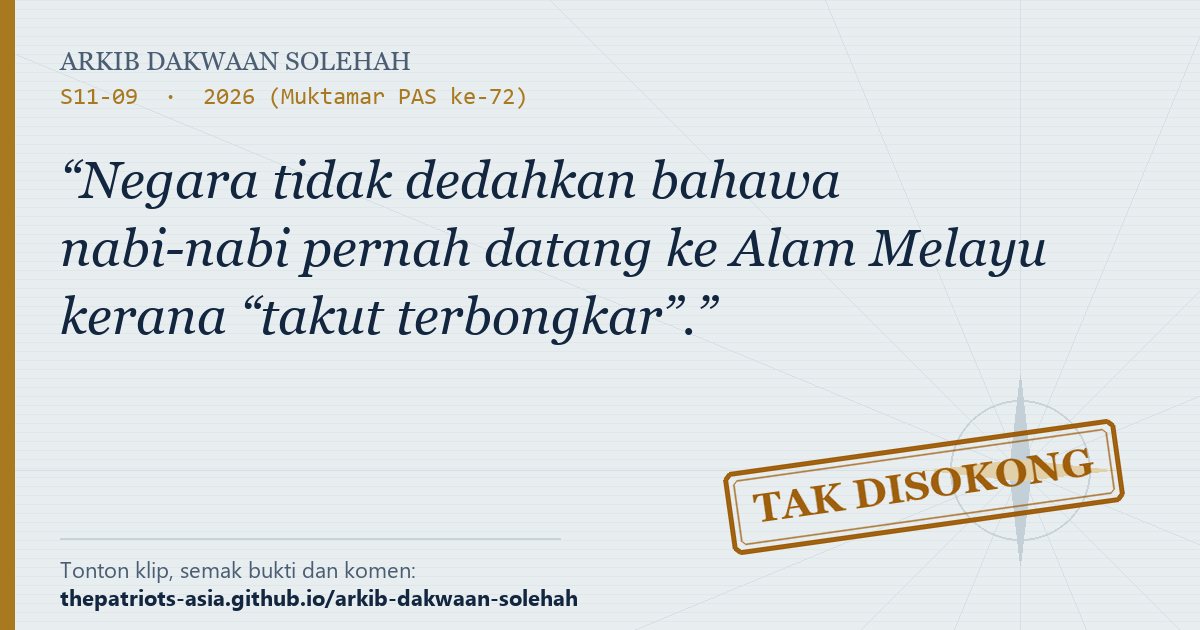 ARKIB DAKWAAN SOLEHAH
S11-09 · 2026 (Muktamar PAS ke-72)
“Negara tidak dedahkan bahawa
nabi-nabi pernah datang ke Alam Melayu
kerana “takut terbongkar”.”
TAK DISOKONG
Tonton klip, semak bukti dan komen:
thepatriots-asia.github.io/arkib-dakwaan-solehah